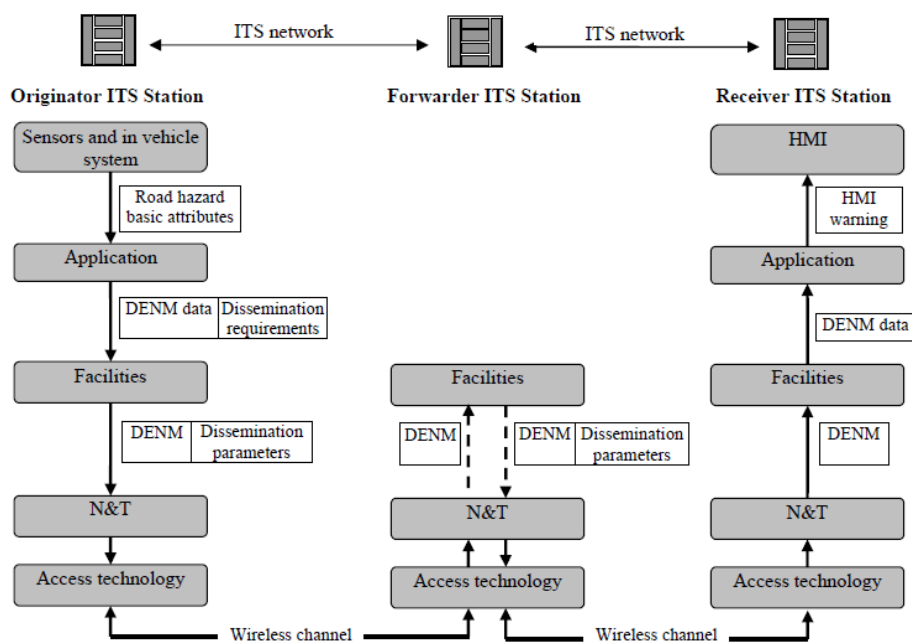 ITS network
ITS network
Originator ITS Station
Forwarder ITS Station
Receiver ITS Station
Sensors and in vehicle
system
HMI
Road hazard
basic attributes
HMI
warning
Application
Application
DENM data
Dissemination
requirements
DENM data
Facilities
Facilities
Facilities
DENM
Dissemination
parameters
DENM
DENM
Dissemination
parameters
DENM
N&T
N&T
N&T
Access technology
Access technology
Access technology
Wireless channel
Wireless channel